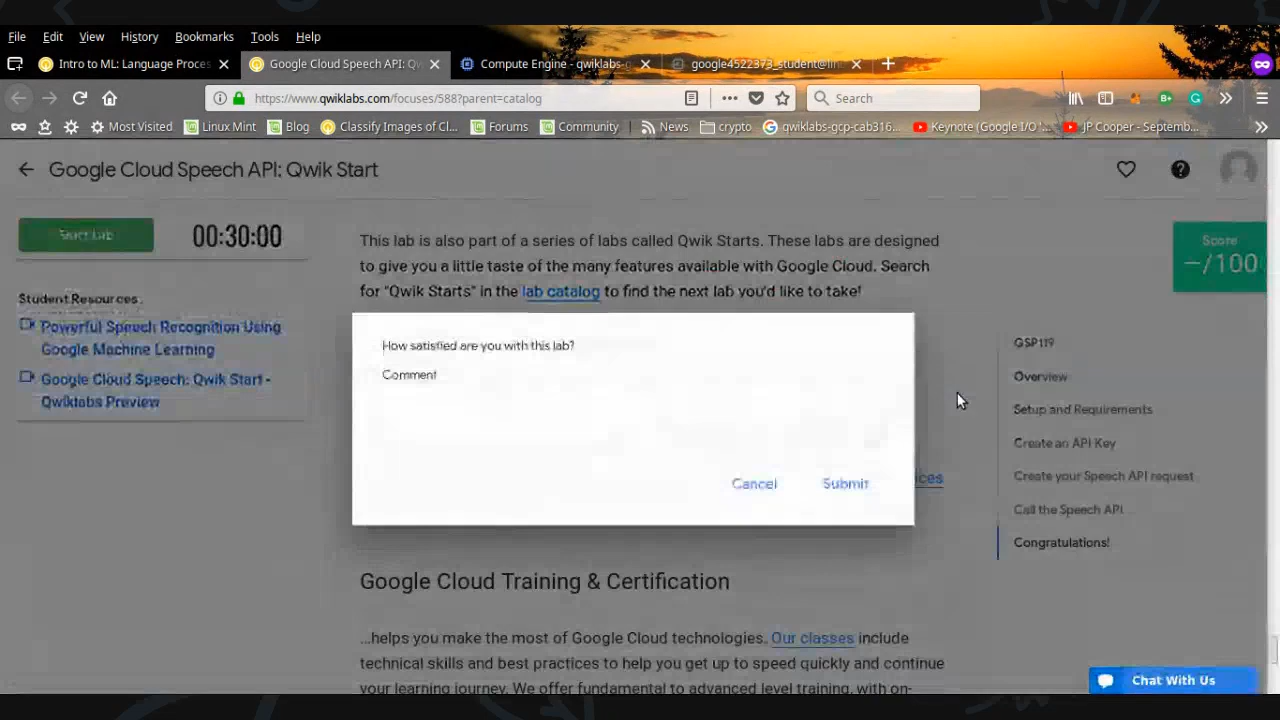 File Edit View History Bookmarks Tools Help
Intro to ML: Language Proces
Google Cloud Speech API: Qw
Compute Engine - qwiklabs-g
google4522373_student@lin
https://www.qwiklabs.com/focuses/588?parent=catalog
Search
Most Visited Linux Mint Blog Classify Images of Cl... Forums Community News crypto qwiklabs-gcp-cab316... Keynote (Google I/O '... JP Cooper - Septemb...
Google Cloud Speech API: Qwik Start
Start Lab 00:30:00
Student Resources
Powerful Speech Recognition Using
Google Machine Learning
Google Cloud Speech: Qwik Start -
Qwiklabs Preview
This lab is also part of a series of labs called Qwik Starts. These labs are designed
to give you a little taste of the many features available with Google Cloud. Search
for "Qwik Starts" in the lab catalog to find the next lab you'd like to take!
How satisfied are you with this lab?
Comment
Cancel Submit
ices
Google Cloud Training & Certification
...helps you make the most of Google Cloud technologies. Our classes include
technical skills and best practices to help you get up to speed quickly and continue
your learning journey. We offer fundamental to advanced level training, with on-
Score
–/100
GSP119
Overview
Setup and Requirements
Create an API Key
Create your Speech API request
Call the Speech API
Congratulations!
Chat With Us